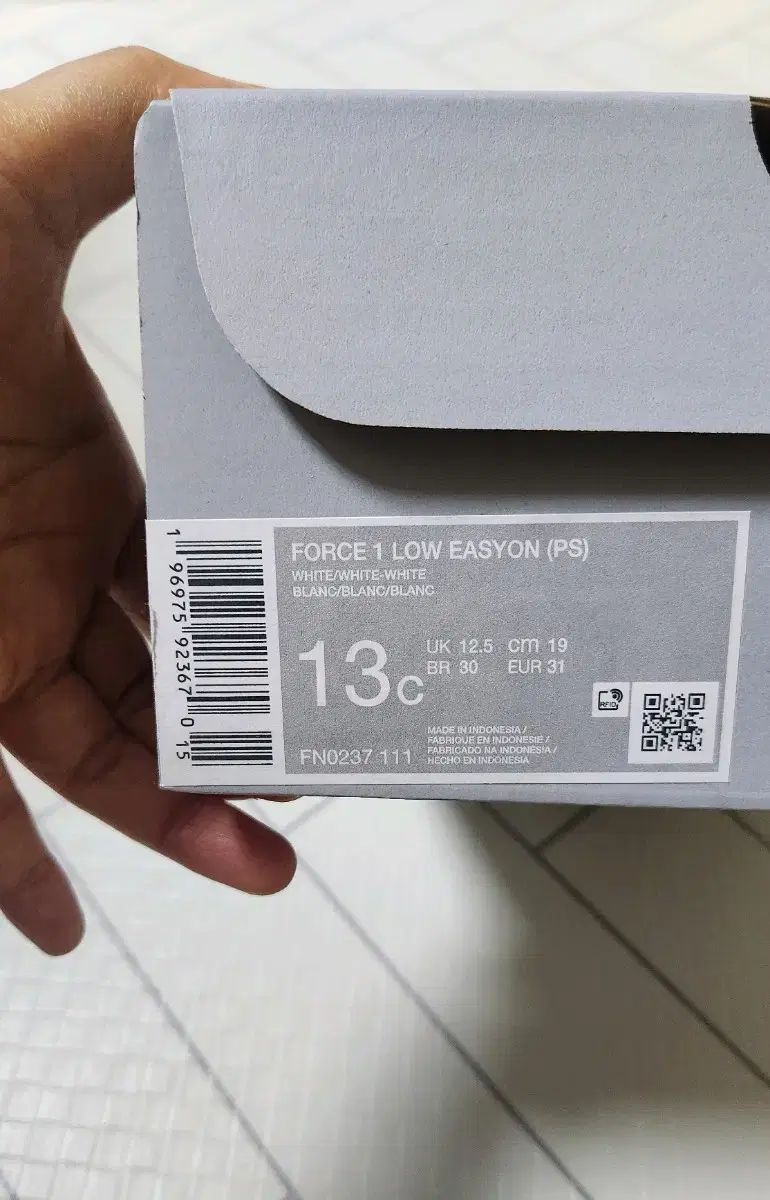 FORCE 1 LOW EASYON (PS)
WHITE/WHITE-WHITE
BLANC/BLANC/BLANC
13C
UK 12.5 cm 19
BR 30 EUR 31
RFID
FN0237 111
MADE IN INDONESIA /
FABRIQUE EN INDONESIE /
FABRICADO NA INDONESIA /
HECHO EN INDONESIA
1 96975 92367 0 15